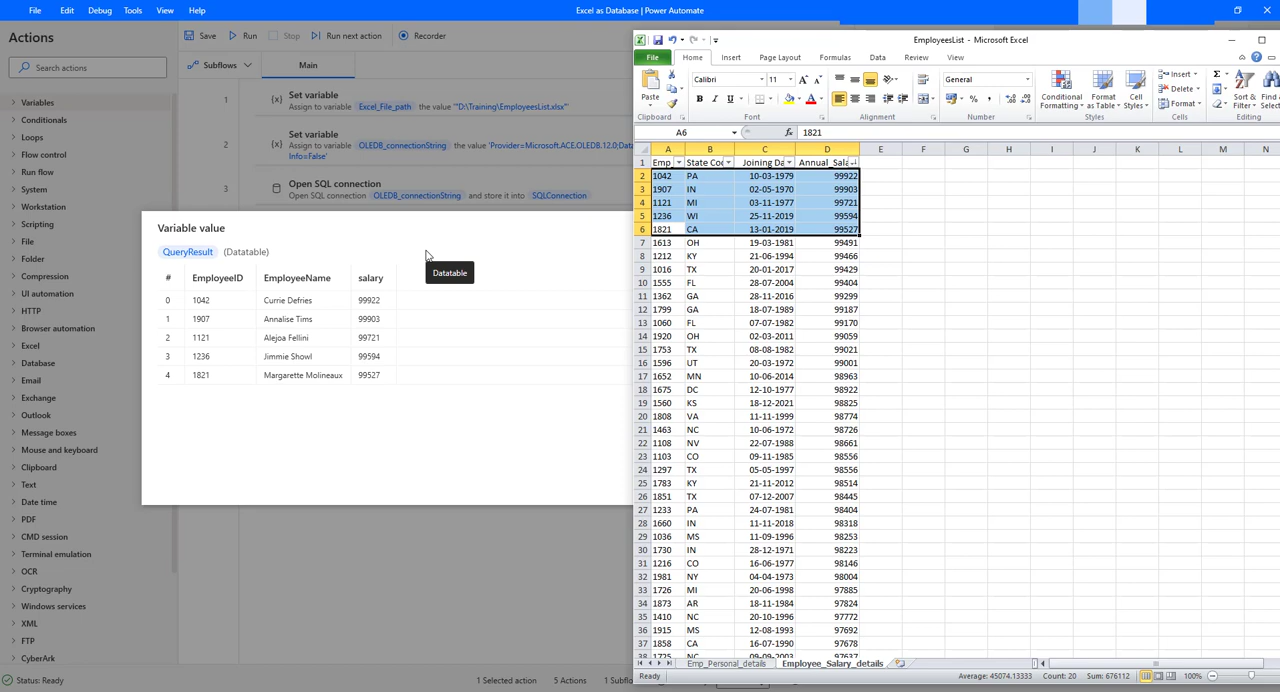 File Edit Debug Tools View Help
Excel as Database | Power Automate
Actions
Search actions
Variables
Conditionals
Loops
Flow control
Run flow
System
Workstation
Scripting
File
Folder
Compression
UI automation
HTTP
Browser automation
Excel
Database
Email
Exchange
Outlook
Message boxes
Mouse and keyboard
Clipboard
Text
Date time
PDF
CMD session
Terminal emulation
OCR
Cryptography
Windows services
XML
FTP
CyberArk
Save Run Stop Run next action Recorder
Subflows Main
1 Set variable
Assign to variable Excel_File_path the value '"D:\Training\EmployeesList.xlsx"'
2 Set variable
Assign to variable OLEDB_connectionString the value 'Provider=Microsoft.ACE.OLEDB.12.0;Data
Info=False'
3 Open SQL connection
Open SQL connection OLEDB_connectionString and store it into SQLConnection
Variable value
QueryResult (Datatable)
# EmployeeID EmployeeName salary
0 1042 Currie Defries 99922
1 1907 Annalise Tims 99903
2 1121 Alejoa Fellini 99721
3 1236 Jimmie Showl 99594
4 1821 Margarette Molineaux 99527
Datatable
Status: Ready 1 Selected action 5 Actions 1 Subflo
EmployeesList - Microsoft Excel
File Home Insert Page Layout Formulas Data Review View
Paste Calibri 11 General Conditional Formatting Format as Table Cell Styles Insert Delete Format Sort & Filter Find Selec
Clipboard Font Alignment Number Styles Cells Editing
A6 fx 1821
A B C D E F G H I J K L M N
1 Emp State Cod Joining Da Annual_Sala
2 1042 PA 10-03-1979 99922
3 1907 IN 02-05-1970 99903
4 1121 MI 03-11-1977 99721
5 1236 WI 25-11-2019 99594
6 1821 CA 13-01-2019 99527
7 1613 OH 19-03-1981 99491
8 1212 KY 21-06-1994 99466
9 1016 TX 20-01-2017 99429
10 1555 FL 28-07-2004 99404
11 1362 GA 28-11-2016 99299
12 1799 GA 18-07-1989 99187
13 1060 FL 07-07-1982 99170
14 1920 OH 02-03-2011 99059
15 1753 TX 08-08-1982 99021
16 1596 UT 20-03-1972 99001
17 1652 MN 10-06-2014 98963
18 1675 DC 12-10-1977 98922
19 1560 KS 18-12-2021 98825
20 1808 VA 11-11-1999 98774
21 1463 NC 10-06-1972 98726
22 1108 NV 22-07-1988 98661
23 1103 CO 09-11-1985 98556
24 1297 TX 05-05-1997 98556
25 1783 KY 21-11-2012 98514
26 1851 TX 07-12-2007 98445
27 1233 PA 24-07-1981 98404
28 1660 IN 11-11-2018 98318
29 1036 MS 11-09-1996 98253
30 1730 IN 28-12-1971 98223
31 1216 CO 16-06-1977 98146
32 1981 NY 04-04-1973 98004
33 1726 MI 20-06-1998 97885
34 1873 AR 18-11-1984 97824
35 1410 NC 20-10-1996 97772
36 1915 MS 12-08-1993 97692
37 1858 CA 16-07-1990 97678
38 1725 NC 09-09-2003 97637
Emp_Personal_details Employee_Salary_details
Ready Average: 45074.13333 Count: 20 Sum: 676112 100%